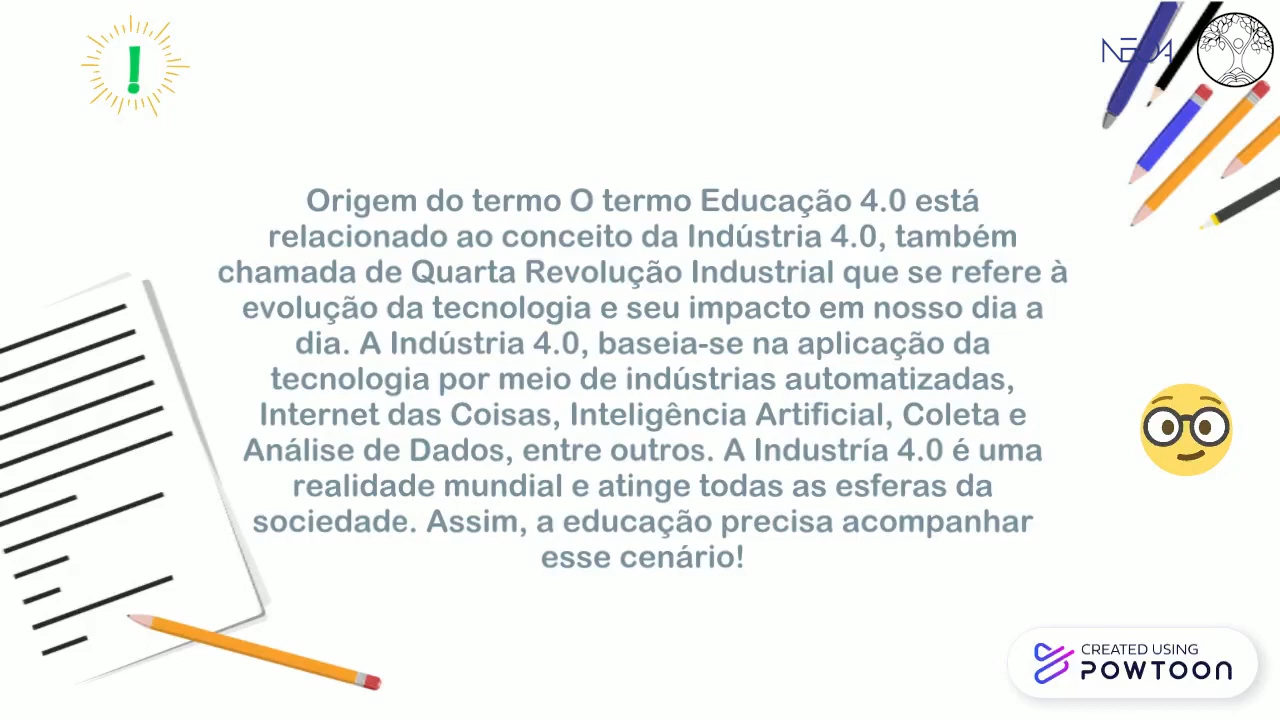 !
NEO4
Origem do termo O termo Educação 4.0 está
relacionado ao conceito da Indústria 4.0, também
chamada de Quarta Revolução Industrial que se refere à
evolução da tecnologia e seu impacto em nosso dia a
dia. A Indústria 4.0, baseia-se na aplicação da
tecnologia por meio de indústrias automatizadas,
Internet das Coisas, Inteligência Artificial, Coleta e
Análise de Dados, entre outros. A Industría 4.0 é uma
realidade mundial e atinge todas as esferas da
sociedade. Assim, a educação precisa acompanhar
esse cenário!
CREATED USING
POWTOON